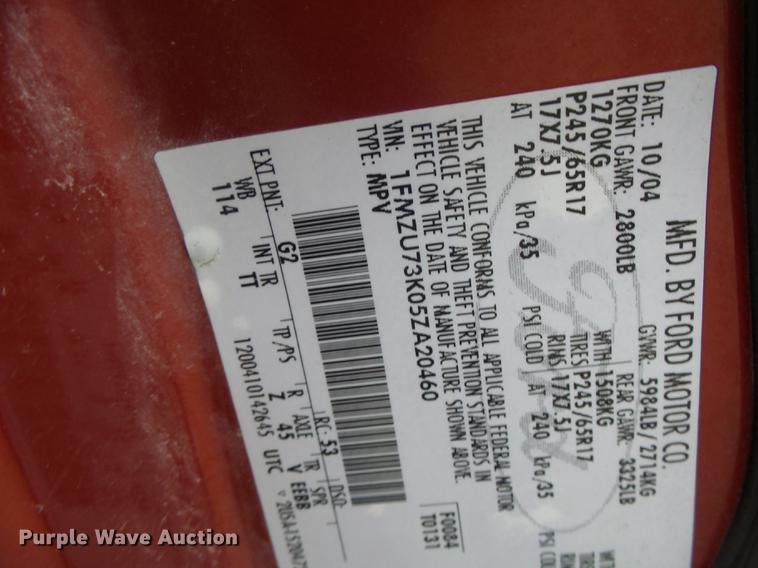 MFD. BY FORD MOTOR CO.
DATE: 10/04 GVWR: 5984LB / 2714KG
FRONT GAWR: 2800LB REAR GAWR: 3325LB
1270KG WITH 1508KG WIT
P245/65R17 TIRES P245/65R17
17X7.5J RIMS 17X7.5J
AT 240 kPa/35 PSI COLD AT 240 kPa/35 PSI COL
THIS VEHICLE CONFORMS TO ALL APPLICABLE FEDERAL MOTOR
VEHICLE SAFETY AND THEFT PREVENTION STANDARDS IN
EFFECT ON THE DATE OF MANUFACTURE SHOWN ABOVE.
VIN: 1FMZU73K05ZA20460 F0084
TYPE: MPV T0131
EXT PNT: G2 RC: 53 DSO:
WB INT TR TP/PS R AXLE TR SPR
114 TT Z 45 V EEBB
1200410142645 UTC
Purple Wave Auction